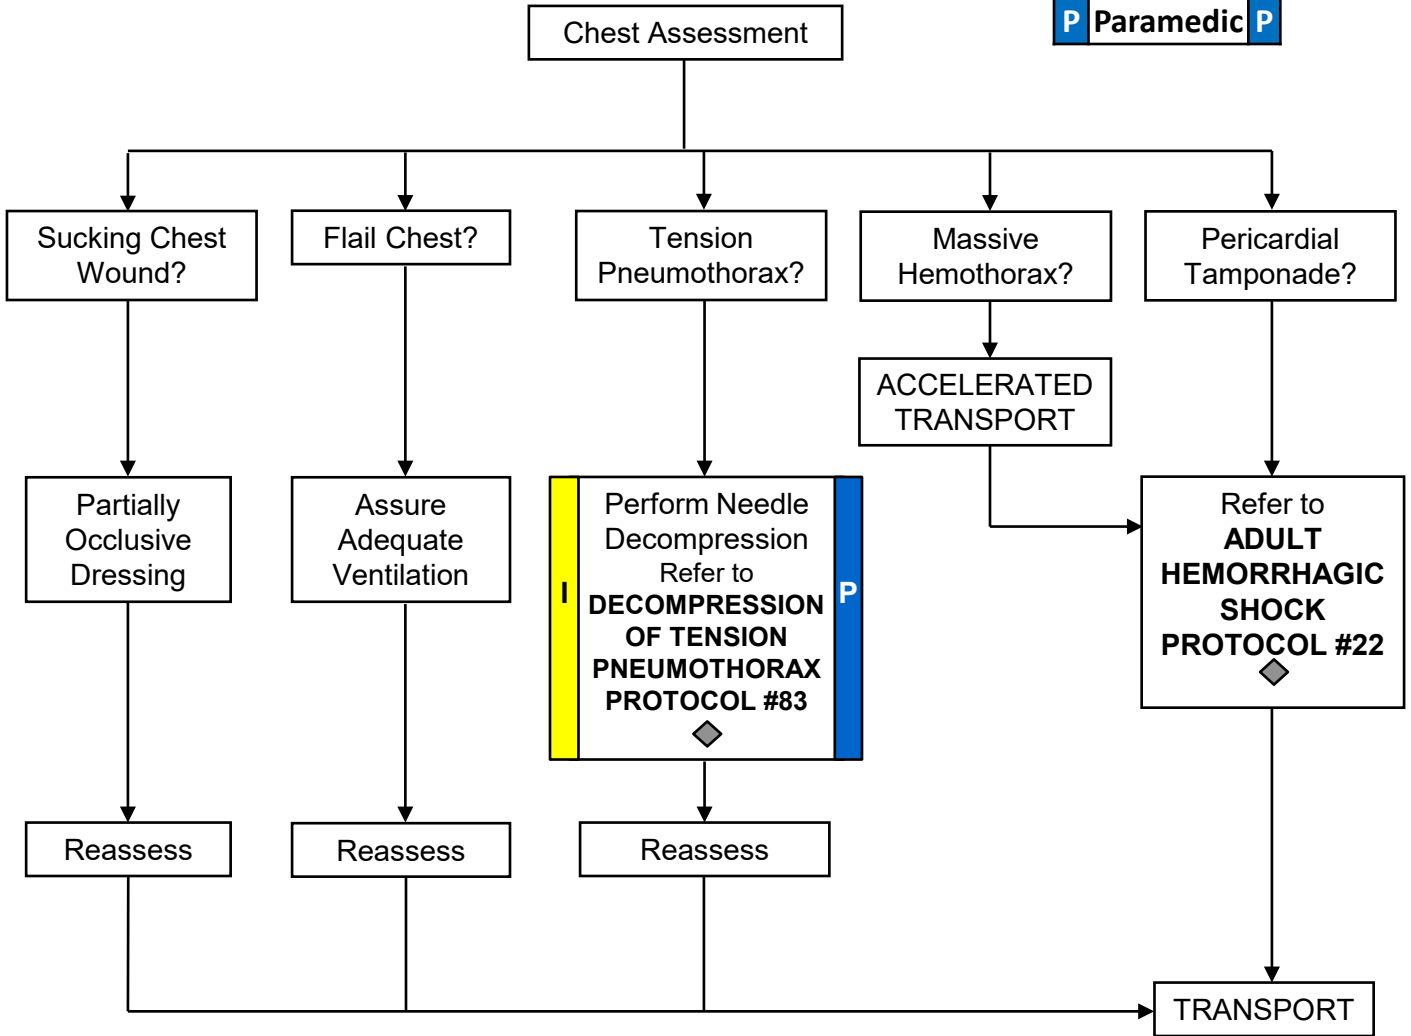 Chest Assessment
P Paramedic P
Sucking Chest
Wound?
Flail Chest?
Tension
Pneumothorax?
Massive
Hemothorax?
Pericardial
Tamponade?
ACCELERATED
TRANSPORT
Partially
Occlusive
Dressing
Assure
Adequate
Ventilation
I
Perform Needle
Decompression
Refer to
DECOMPRESSION
OF TENSION
PNEUMOTHORAX
PROTOCOL #83
P
Refer to
ADULT
HEMORRHAGIC
SHOCK
PROTOCOL #22
Reassess
Reassess
Reassess
TRANSPORT